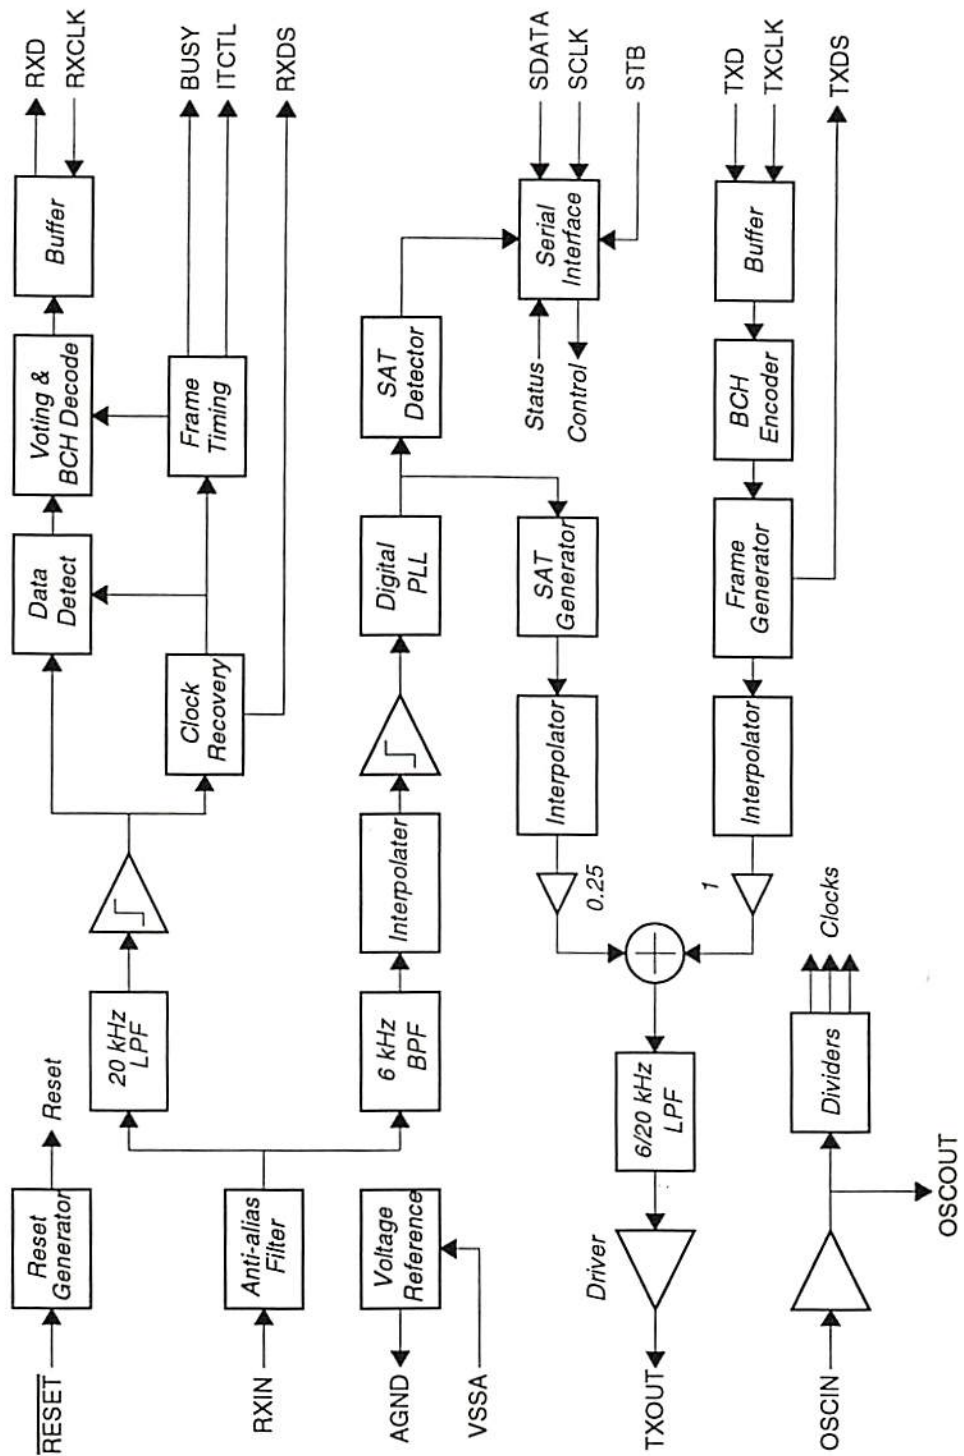 RESET
Reset
Generator
Reset
20 kHz
LPF
Data
Detect
Voting &
BCH Decode
Buffer
RXD
RXCLK
RXIN
Anti-alias
Filter
Clock
Recovery
Frame
Timing
BUSY
ITCTL
RXDS
AGND
VSSA
Voltage
Reference
6 kHz
BPF
Interpolater
Digital
PLL
SAT
Detector
Status
Control
Serial
Interface
SDATA
SCLK
STB
TXOUT
Driver
6/20 kHz
LPF
0.25
Interpolator
SAT
Generator
1
Interpolator
Frame
Generator
BCH
Encoder
Buffer
TXD
TXCLK
TXDS
OSCIN
OSCOUT
Dividers
Clocks